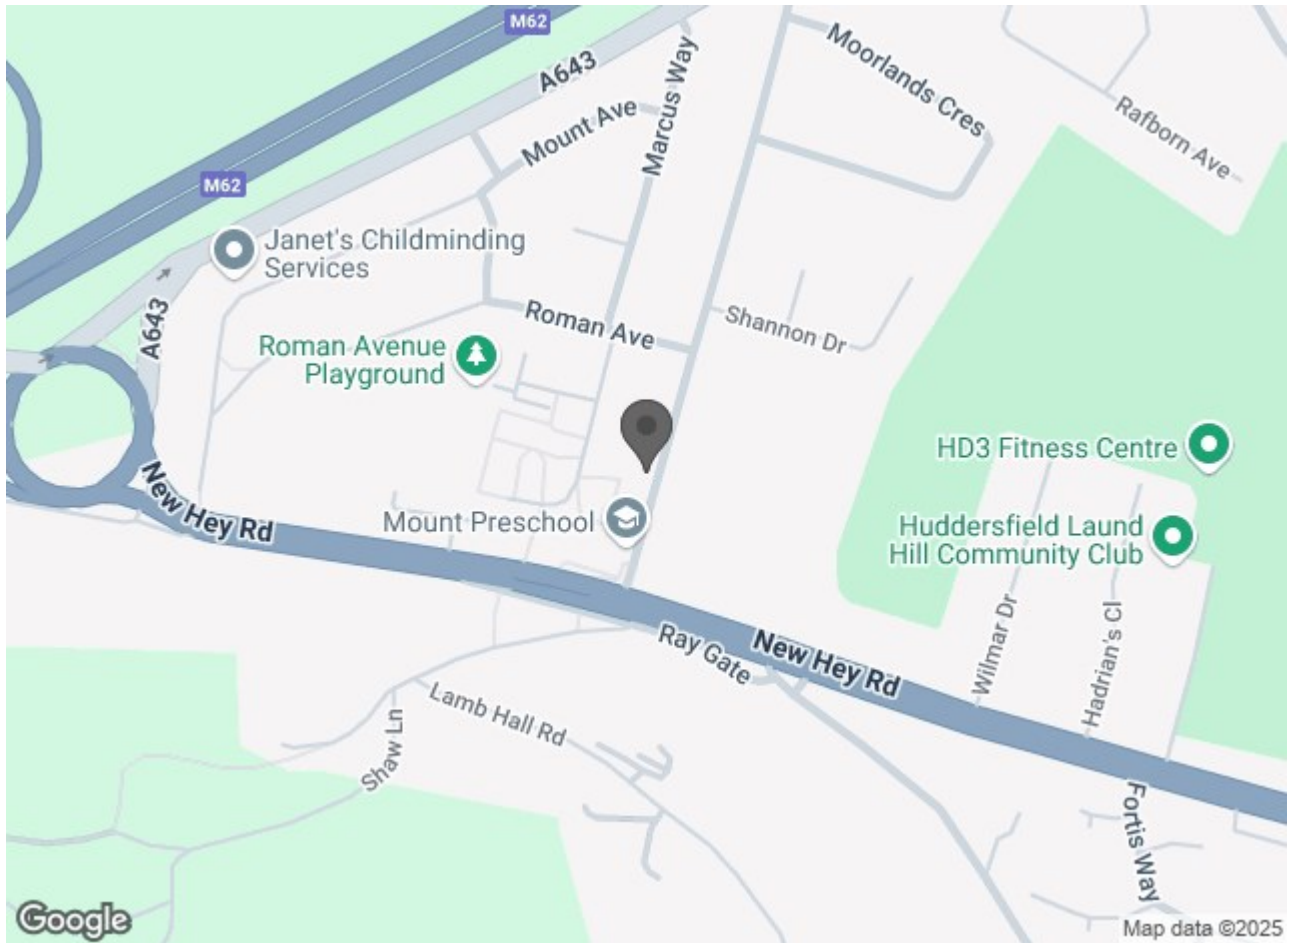 M62
A643
Marcus Way
Moorlands Cres
Mount Ave
Rafborn Ave
M62
Janet's Childminding
Services
A643
Roman Ave
Shannon Dr
Roman Avenue
Playground
HD3 Fitness Centre
New Hey Rd
Mount Preschool
Huddersfield Laund
Hill Community Club
Wilmar Dr
Hadrian's Cl
Ray Gate
New Hey Rd
Lamb Hall Rd
Shaw Ln
Fortis Way
Google
Map data ©2025